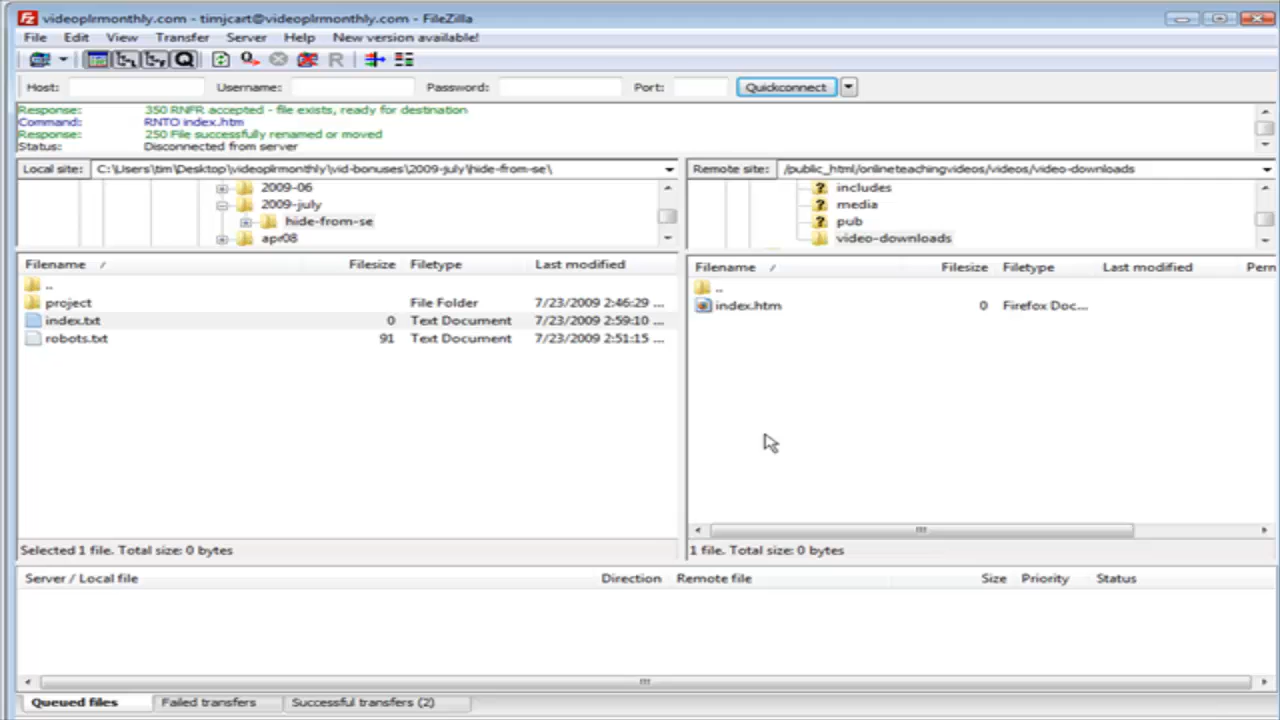 videoplrmonthly.com - timjcart@videoplrmonthly.com - FileZilla
File Edit View Transfer Server Help New version available!
Host: Username: Password: Port: Quickconnect
Response: 350 RNFR accepted - file exists, ready for destination
Command: RNTO index.htm
Response: 250 File successfully renamed or moved
Status: Disconnected from server
Local site: C:\Users\tim\Desktop\videoplrmonthly\vid-bonuses\2009-july\hide-from-se\
Remote site: /public_html/onlineteachingvideos/videos/video-downloads
2009-06
2009-july
hide-from-se
apr08
includes
media
pub
video-downloads
Filename / Filesize Filetype Last modified
..
project File Folder 7/23/2009 2:46:29 ...
index.txt 0 Text Document 7/23/2009 2:59:10 ...
robots.txt 91 Text Document 7/23/2009 2:51:15 ...
Filename / Filesize Filetype Last modified Perm
..
index.htm 0 Firefox Doc...
Selected 1 file. Total size: 0 bytes
1 file. Total size: 0 bytes
Server / Local file Direction Remote file Size Priority Status
Queued files Failed transfers Successful transfers (2)